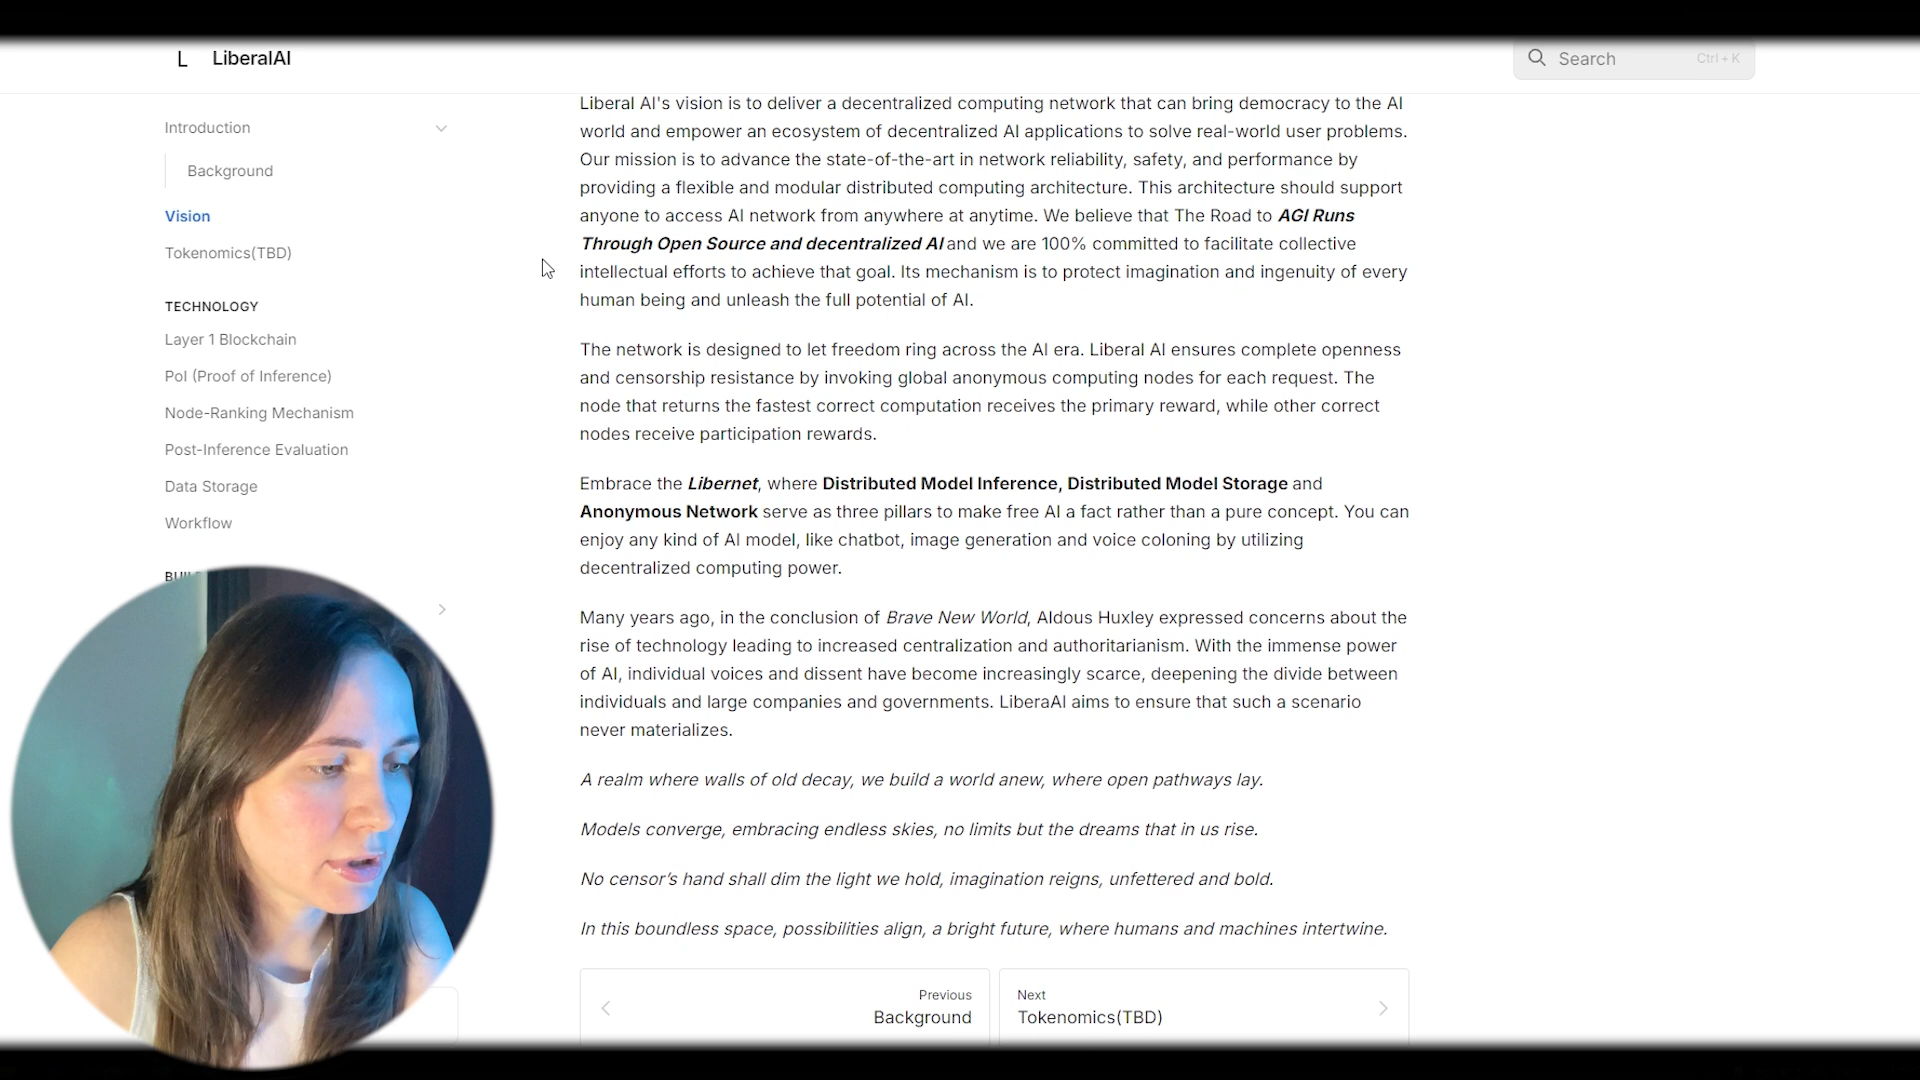 L LiberalAI
Search Ctrl + K
Introduction
Background
Vision
Tokenomics(TBD)
TECHNOLOGY
Layer 1 Blockchain
PoI (Proof of Inference)
Node-Ranking Mechanism
Post-Inference Evaluation
Data Storage
Workflow
Liberal AI's vision is to deliver a decentralized computing network that can bring democracy to the AI
world and empower an ecosystem of decentralized AI applications to solve real-world user problems.
Our mission is to advance the state-of-the-art in network reliability, safety, and performance by
providing a flexible and modular distributed computing architecture. This architecture should support
anyone to access AI network from anywhere at anytime. We believe that The Road to AGI Runs
Through Open Source and decentralized AI and we are 100% committed to facilitate collective
intellectual efforts to achieve that goal. Its mechanism is to protect imagination and ingenuity of every
human being and unleash the full potential of AI.
The network is designed to let freedom ring across the AI era. Liberal AI ensures complete openness
and censorship resistance by invoking global anonymous computing nodes for each request. The
node that returns the fastest correct computation receives the primary reward, while other correct
nodes receive participation rewards.
Embrace the Libernet, where Distributed Model Inference, Distributed Model Storage and
Anonymous Network serve as three pillars to make free AI a fact rather than a pure concept. You can
enjoy any kind of AI model, like chatbot, image generation and voice coloning by utilizing
decentralized computing power.
Many years ago, in the conclusion of Brave New World, Aldous Huxley expressed concerns about the
rise of technology leading to increased centralization and authoritarianism. With the immense power
of AI, individual voices and dissent have become increasingly scarce, deepening the divide between
individuals and large companies and governments. LiberaAI aims to ensure that such a scenario
never materializes.
A realm where walls of old decay, we build a world anew, where open pathways lay.
Models converge, embracing endless skies, no limits but the dreams that in us rise.
No censor’s hand shall dim the light we hold, imagination reigns, unfettered and bold.
In this boundless space, possibilities align, a bright future, where humans and machines intertwine.
Previous
Background
Next
Tokenomics(TBD)